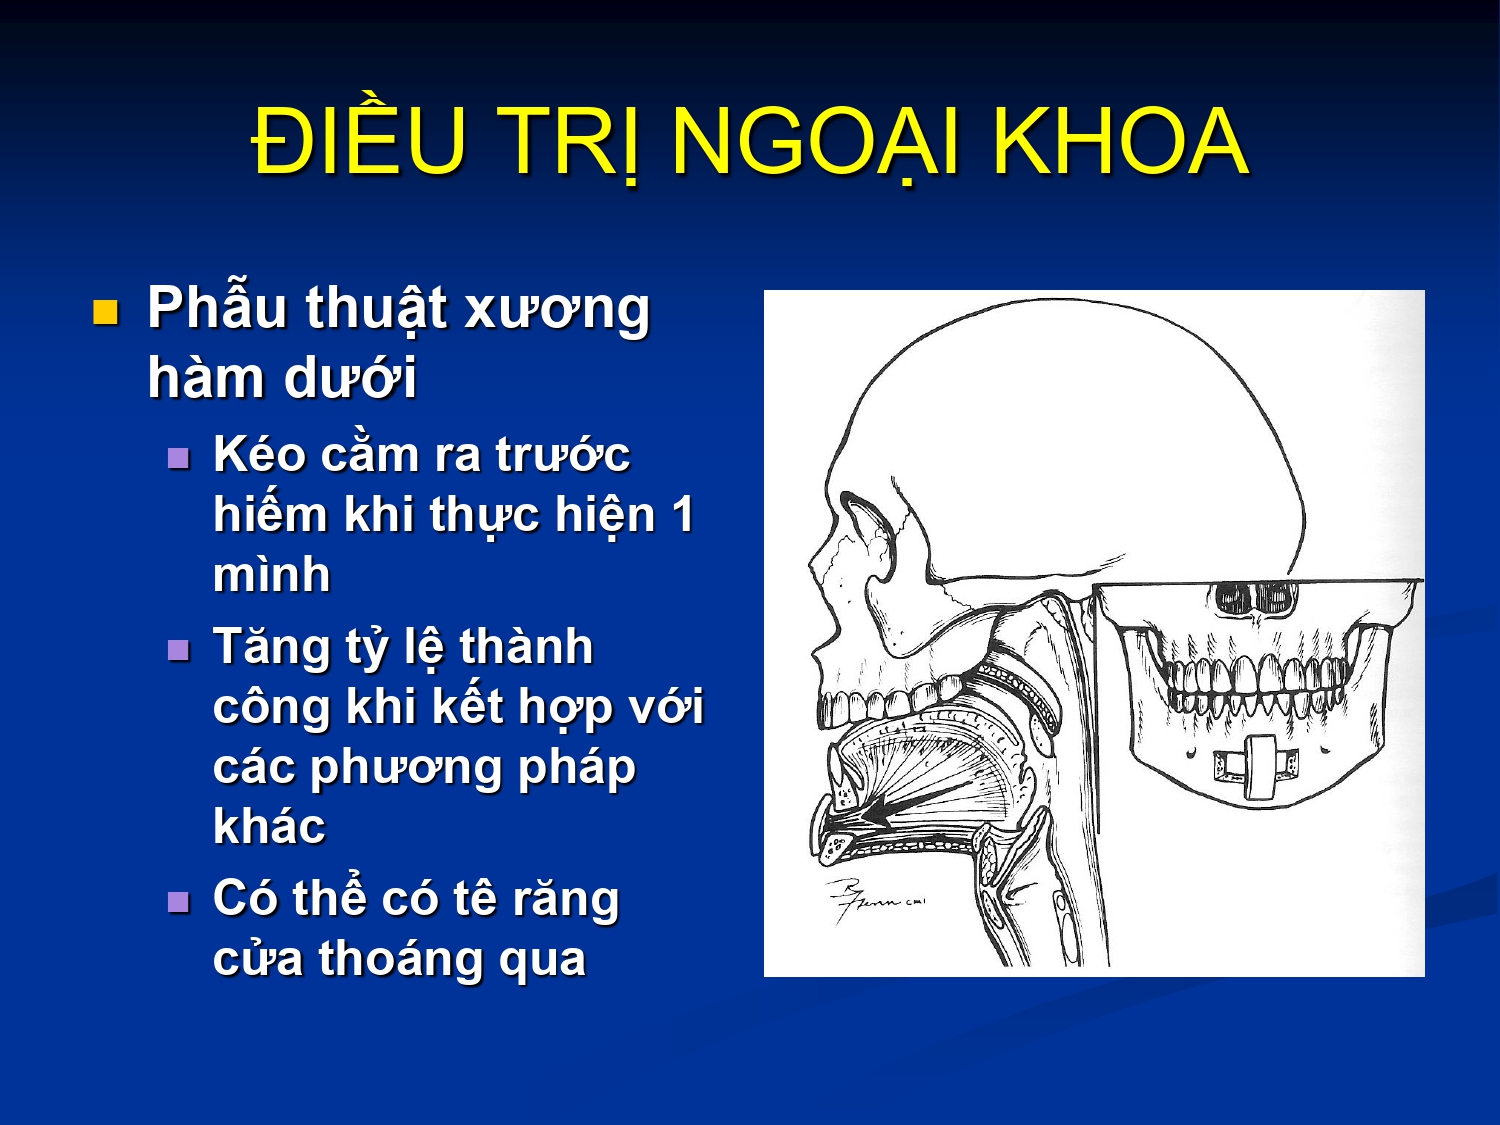 ĐIỀU TRỊ NGOẠI KHOA
Phẫu thuật xương
hàm dưới
Kéo cằm ra trước
hiếm khi thực hiện 1
mình
Tăng tỷ lệ thành
công khi kết hợp với
các phương pháp
khác
Có thể có tê răng
cửa thoáng qua